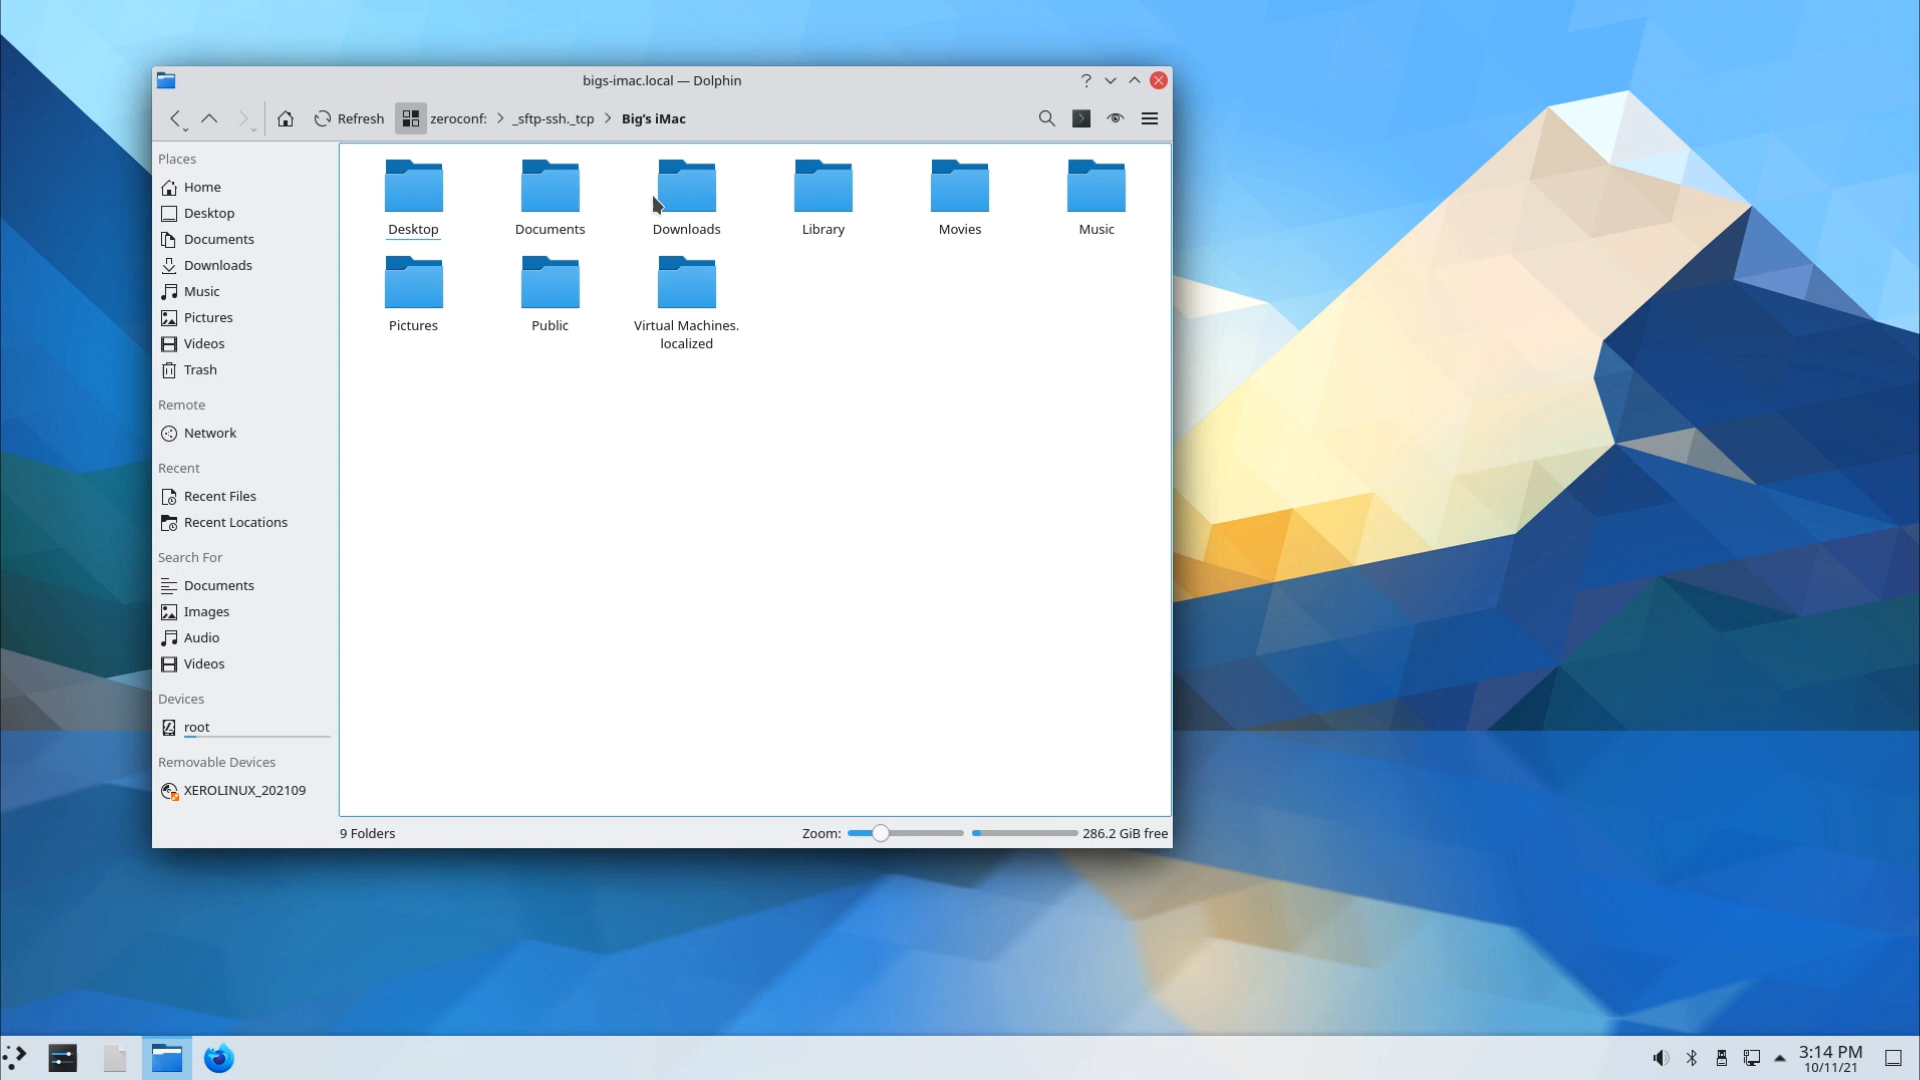 bigs-imac.local — Dolphin
Refresh
zeroconf: > _sftp-ssh._tcp > Big's iMac
Places
Home
Desktop
Documents
Downloads
Music
Pictures
Videos
Trash
Remote
Network
Recent
Recent Files
Recent Locations
Search For
Documents
Images
Audio
Videos
Devices
root
Removable Devices
XEROLINUX_202109
Desktop
Documents
Downloads
Library
Movies
Music
Pictures
Public
Virtual Machines.
localized
9 Folders
Zoom:
286.2 GiB free
3:14 PM
10/11/21